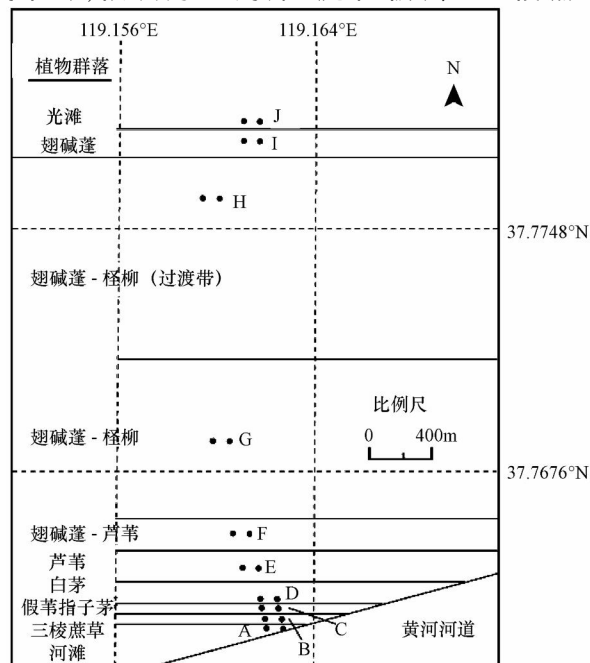 119.156°E 119.164°E
植物群落
N
光滩
J
翅碱蓬
I
H
37.7748°N
翅碱蓬 - 柽柳（过渡带）
比例尺
0 400m
翅碱蓬 - 柽柳
G
37.7676°N
翅碱蓬 - 芦苇
F
芦苇
E
白茅
D
假苇指子茅
三棱藨草
A
B
C
黄河河道
河滩